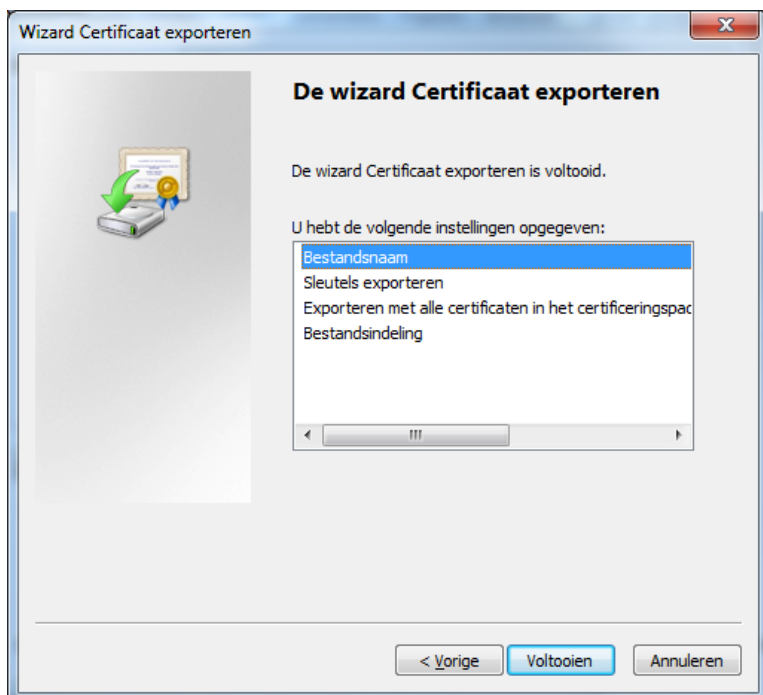 Wizard Certificaat exporteren
De wizard Certificaat exporteren
De wizard Certificaat exporteren is voltooid.
U hebt de volgende instellingen opgegeven:
Bestandsnaam
Sleutels exporteren
Exporteren met alle certificaten in het certificeringspac
Bestandsindeling
< Vorige Voltooien Annuleren